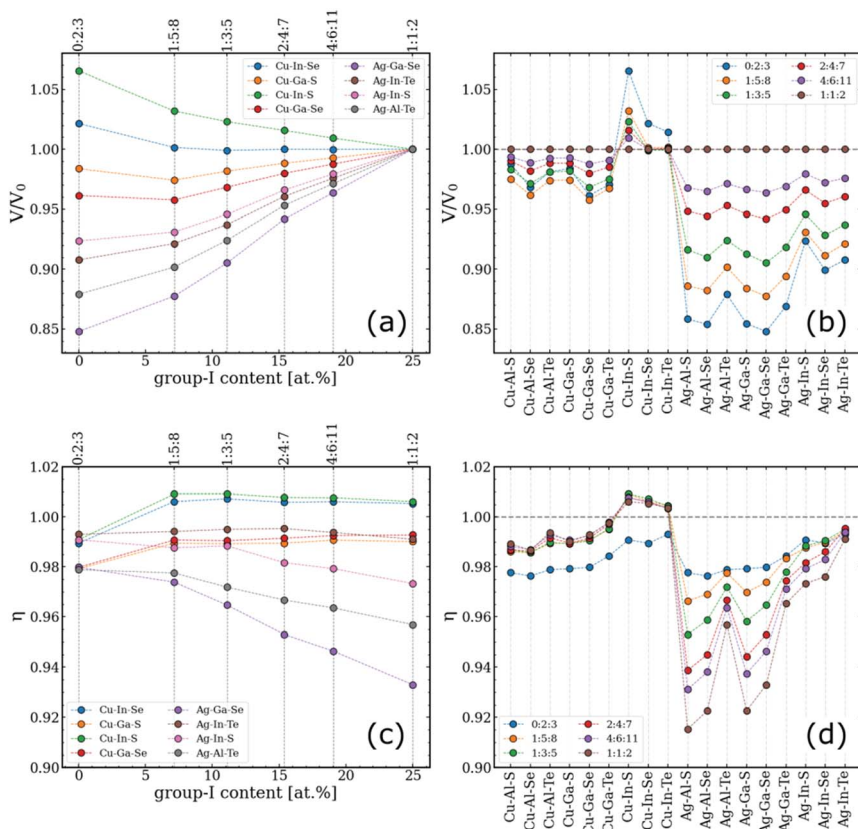 0:2:3 1:5:8 1:3:5 2:4:7 4:6:11 1:1:2
Cu-In-Se Ag-Ga-Se
Cu-Ga-S Ag-In-Te
Cu-In-S Ag-In-S
Cu-Ga-Se Ag-Al-Te
1.05
1.00
0.95
0.90
0.85
V/V0
(a)
0 5 10 15 20 25
group-I content [at.%]
0:2:3 2:4:7
1:5:8 4:6:11
1:3:5 1:1:2
1.05
1.00
0.95
0.90
0.85
V/V0
(b)
Cu-Al-S Cu-Al-Se Cu-Al-Te Cu-Ga-S Cu-Ga-Se Cu-Ga-Te Cu-In-S Cu-In-Se Cu-In-Te Ag-Al-S Ag-Al-Se Ag-Al-Te Ag-Ga-S Ag-Ga-Se Ag-Ga-Te Ag-In-S Ag-In-Se Ag-In-Te
0:2:3 1:5:8 1:3:5 2:4:7 4:6:11 1:1:2
1.02
1.00
0.98
0.96
0.94
0.92
0.90
η
Cu-In-Se Ag-Ga-Se
Cu-Ga-S Ag-In-Te
Cu-In-S Ag-In-S
Cu-Ga-Se Ag-Al-Te
(c)
0 5 10 15 20 25
group-I content [at.%]
1.02
1.00
0.98
0.96
0.94
0.92
0.90
η
0:2:3 2:4:7
1:5:8 4:6:11
1:3:5 1:1:2
(d)
Cu-Al-S Cu-Al-Se Cu-Al-Te Cu-Ga-S Cu-Ga-Se Cu-Ga-Te Cu-In-S Cu-In-Se Cu-In-Te Ag-Al-S Ag-Al-Se Ag-Al-Te Ag-Ga-S Ag-Ga-Se Ag-Ga-Te Ag-In-S Ag-In-Se Ag-In-Te